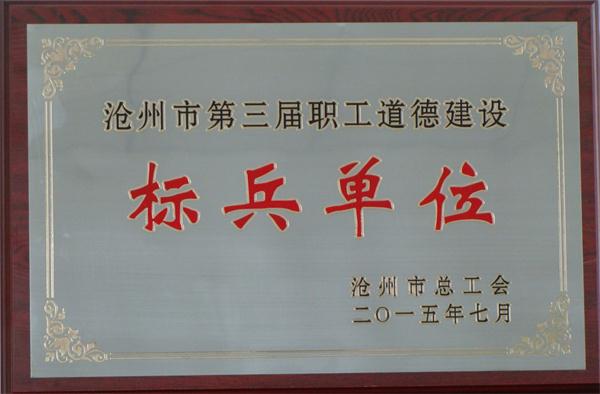 沧州市第三届职工道德建设
标兵单位
沧州市总工会
二〇一五年七月